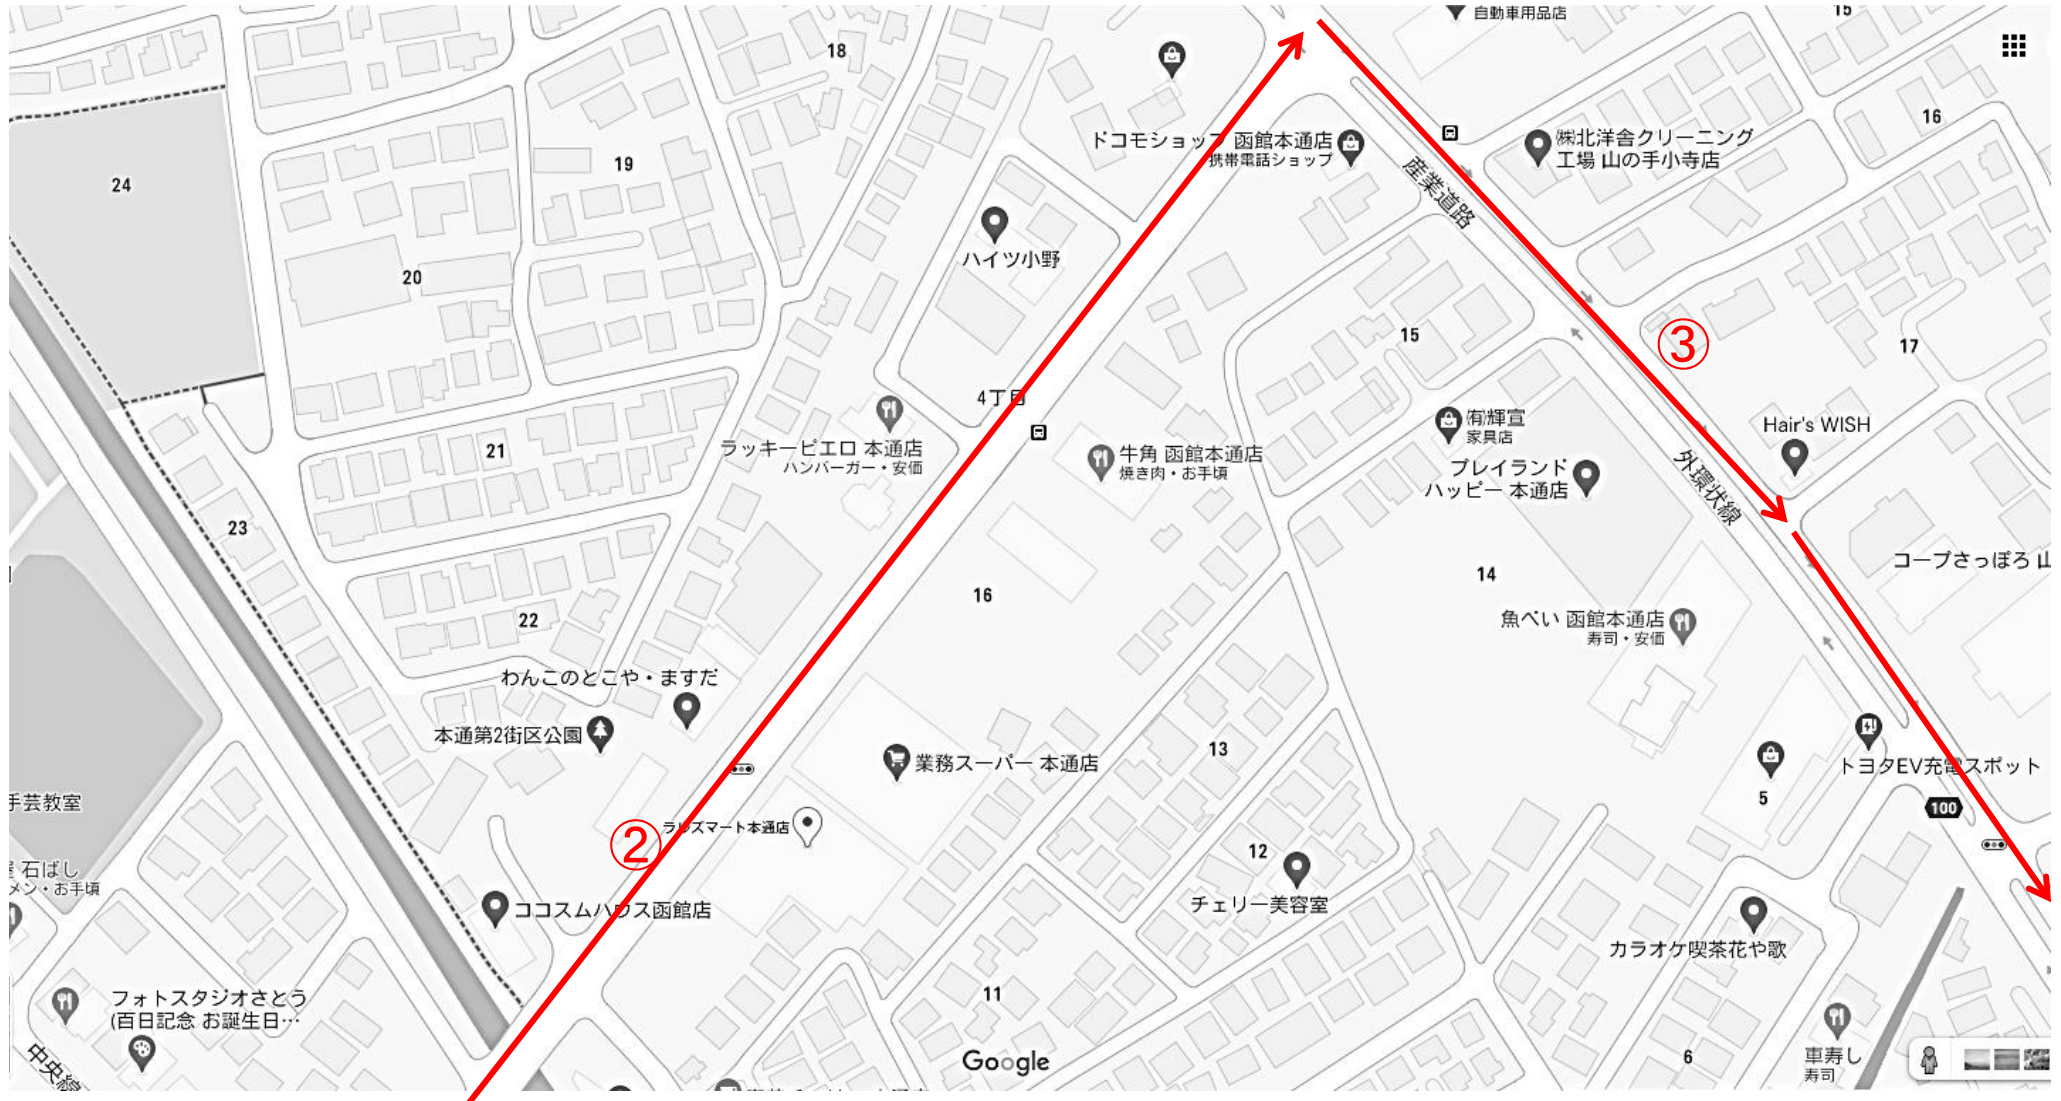 自動車用品店
15
18
ドコモショップ 函館本通店
携帯電話ショップ
㈱北洋舎クリーニング
工場 山の手小寺店
16
24
19
産業道路
ハイツ小野
20
15
③
17
4丁目
ラッキーピエロ 本通店
ハンバーガー・安価
牛角 函館本通店
焼き肉・お手頃
㈲輝宣
家具店
プレイランド
ハッピー 本通店
Hair's WISH
21
外環状線
23
コープさっぽろ 山
14
16
22
魚べい 函館本通店
寿司・安価
わんこのとこや・ますだ
本通第2街区公園
業務スーパー 本通店
13
トヨタEV充電スポット
5
100
手芸教室
②
ラルズマート本通店
石ばし
メン・お手頃
12
チェリー美容室
ココスムハウス函館店
カラオケ喫茶花や歌
フォトスタジオさとう
(百日記念 お誕生日…
11
中央線
Google
6
車寿し
寿司